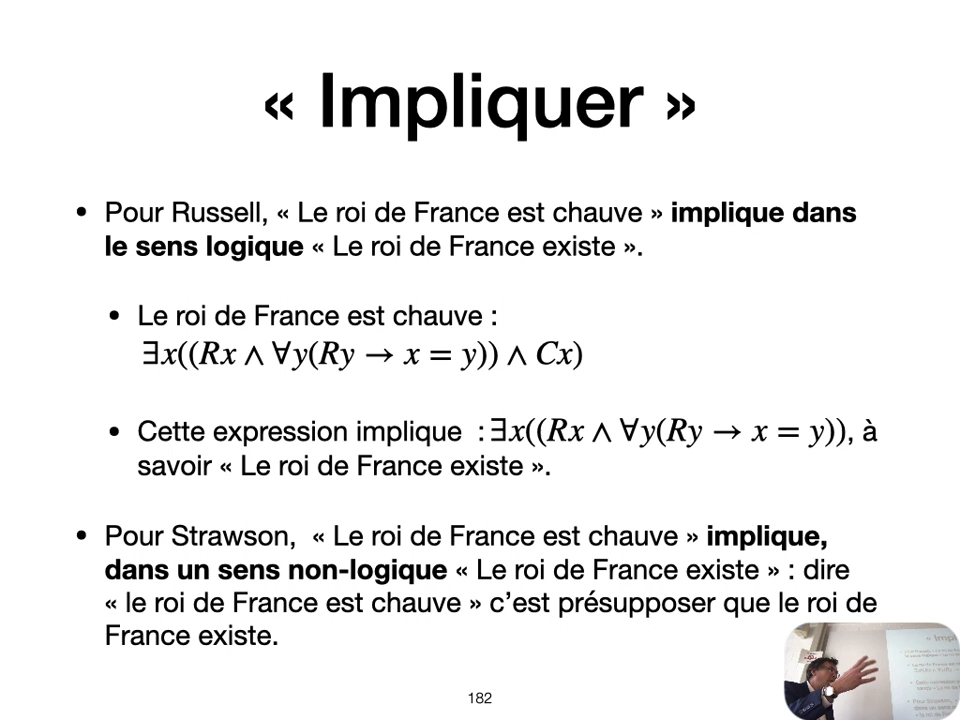 « Impliquer »
• Pour Russell, « Le roi de France est chauve » implique dans
le sens logique « Le roi de France existe ».
• Le roi de France est chauve :
∃x((Rx ∧ ∀y(Ry → x = y)) ∧ Cx)
• Cette expression implique : ∃x((Rx ∧ ∀y(Ry → x = y)), à
savoir « Le roi de France existe ».
• Pour Strawson, « Le roi de France est chauve » implique,
dans un sens non-logique « Le roi de France existe » : dire
« le roi de France est chauve » c’est présupposer que le roi de
France existe.
182